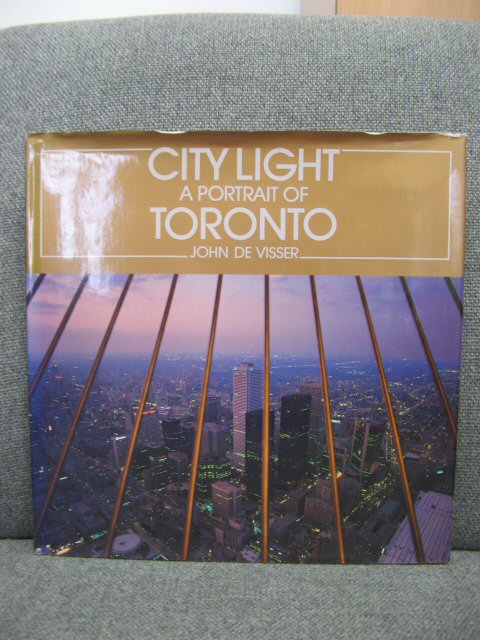 CITY LIGHT
A PORTRAIT OF
TORONTO
JOHN DE VISSER